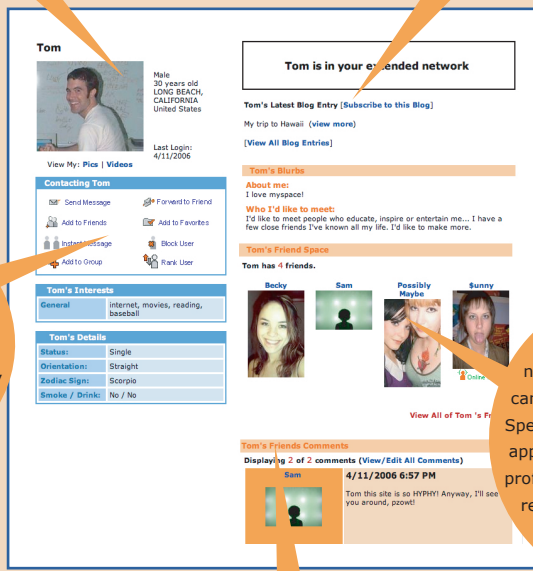 Tom
Male
30 years old
LONG BEACH,
CALIFORNIA
United States
Last Login:
4/11/2006
View My: Pics | Videos
Contacting Tom
Send Message
Forward to Friend
Add to Friends
Add to Favorites
Instant Message
Block User
Add to Group
Rank User
Tom's Interests
General
internet, movies, reading,
baseball
Tom's Details
Status: Single
Orientation: Straight
Zodiac Sign: Scorpio
Smoke / Drink: No / No
Tom is in your extended network
Tom's Latest Blog Entry [Subscribe to this Blog]
My trip to Hawaii (view more)
[View All Blog Entries]
Tom's Blurbs
About me:
I love myspace!
Who I'd like to meet:
I'd like to meet people who educate, inspire or entertain me... I have a
few close friends I've known all my life. I'd like to make more.
Tom's Friend Space
Tom has 4 friends.
Becky
Sam
Possibly
Maybe
$unny
Online
View All of Tom 's
Tom's Friends Comments
Displaying 2 of 2 comments (View/Edit All Comments)
Sam
4/11/2006 6:57 PM
Tom this site is so HYPHY! Anyway, I'll see
you around, pzowt!